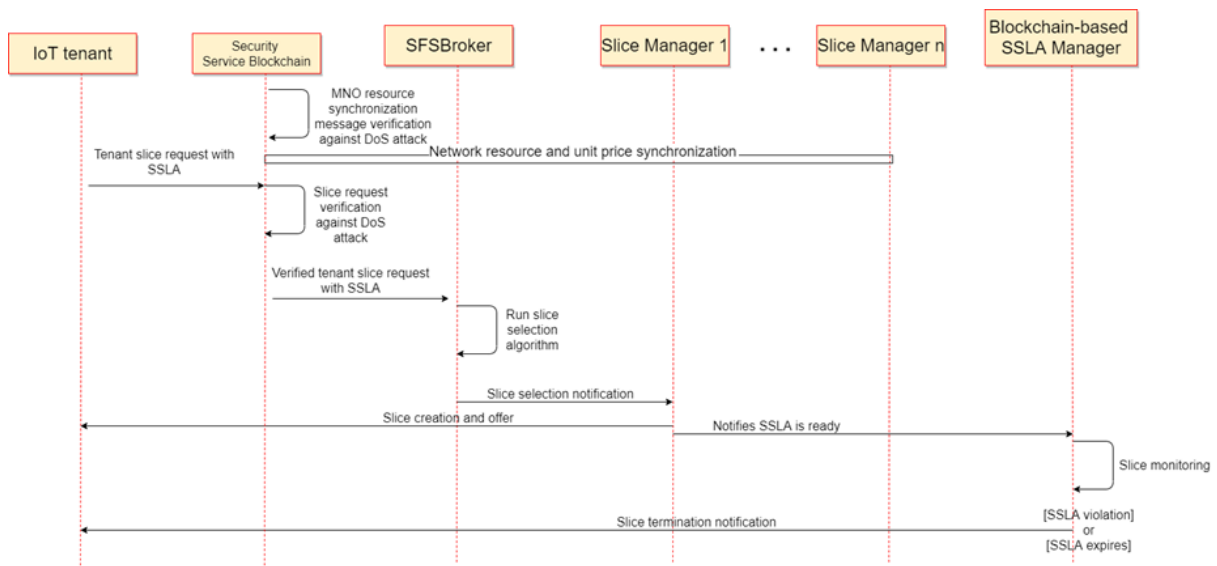 IoT tenant
Security
Service Blockchain
SFSBroker
Slice Manager 1
. . .
Slice Manager n
Blockchain-based
SSLA Manager
MNO resource
synchronization
message verification
against DoS attack
Tenant slice request with
SSLA
Network resource and unit price synchronization
Slice request
verification
against DoS
attack
Verified tenant slice request
with SSLA
Run slice
selection
algorithm
Slice selection notification
Slice creation and offer
Notifies SSLA is ready
Slice monitoring
[SSLA violation]
or
[SSLA expires]
Slice termination notification